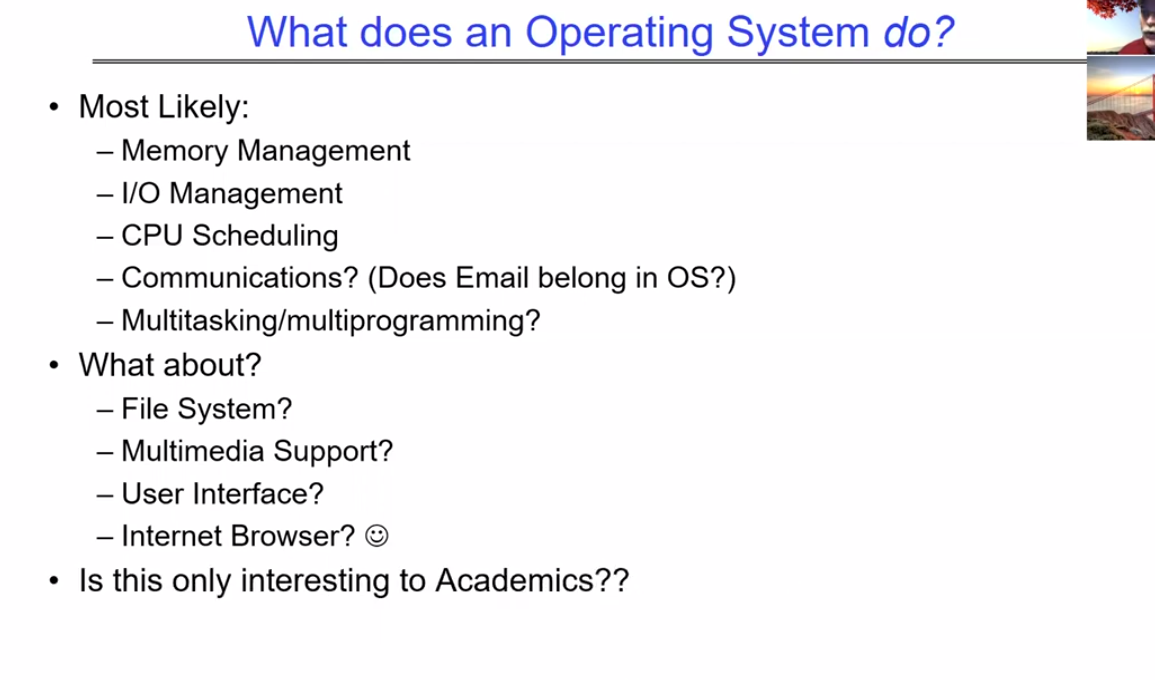 What does an Operating System do?
• Most Likely:
– Memory Management
– I/O Management
– CPU Scheduling
– Communications? (Does Email belong in OS?)
– Multitasking/multiprogramming?
• What about?
– File System?
– Multimedia Support?
– User Interface?
– Internet Browser? ☺
• Is this only interesting to Academics??